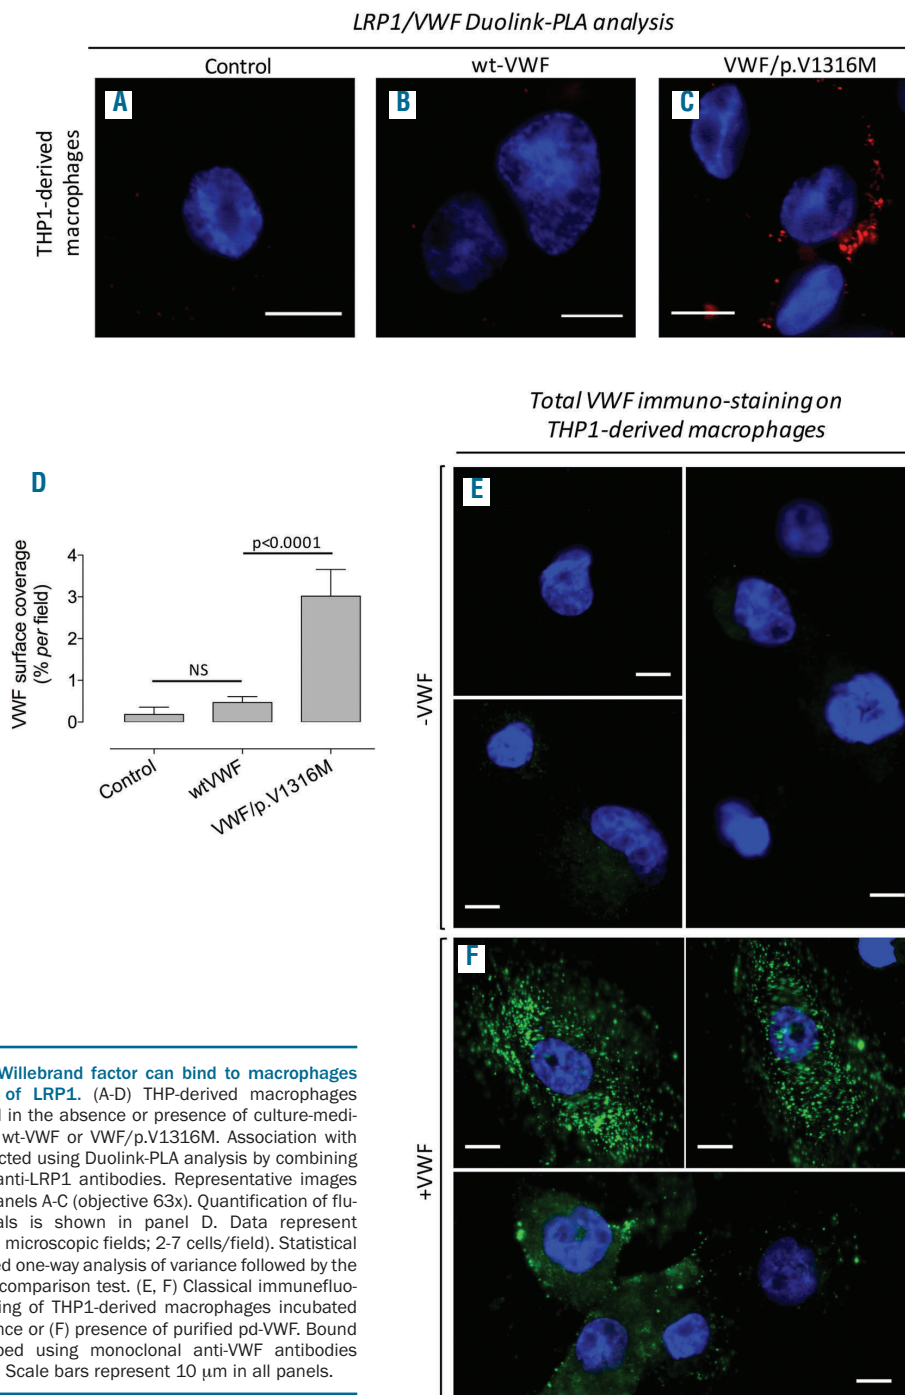 LRP1/VWF Duolink-PLA analysis
Control
wt-VWF
VWF/p.V1316M
THP1-derived
macrophages
A
B
C
Total VWF immuno-staining on
THP1-derived macrophages
D
VWF surface coverage
(% per field)
4
3
2
1
0
p<0.0001
NS
Control
wtVWF
VWF/p.V1316M
-VWF
E
+VWF
F
Willebrand factor can bind to macrophages
of LRP1. (A-D) THP-derived macrophages
in the absence or presence of culture-medi-
wt-VWF or VWF/p.V1316M. Association with
cted using Duolink-PLA analysis by combining
anti-LRP1 antibodies. Representative images
anels A-C (objective 63x). Quantification of flu-
als is shown in panel D. Data represent
microscopic fields; 2-7 cells/field). Statistical
ed one-way analysis of variance followed by the
comparison test. (E, F) Classical immunefluo-
ing of THP1-derived macrophages incubated
nce or (F) presence of purified pd-VWF. Bound
bed using monoclonal anti-VWF antibodies
Scale bars represent 10 μm in all panels.